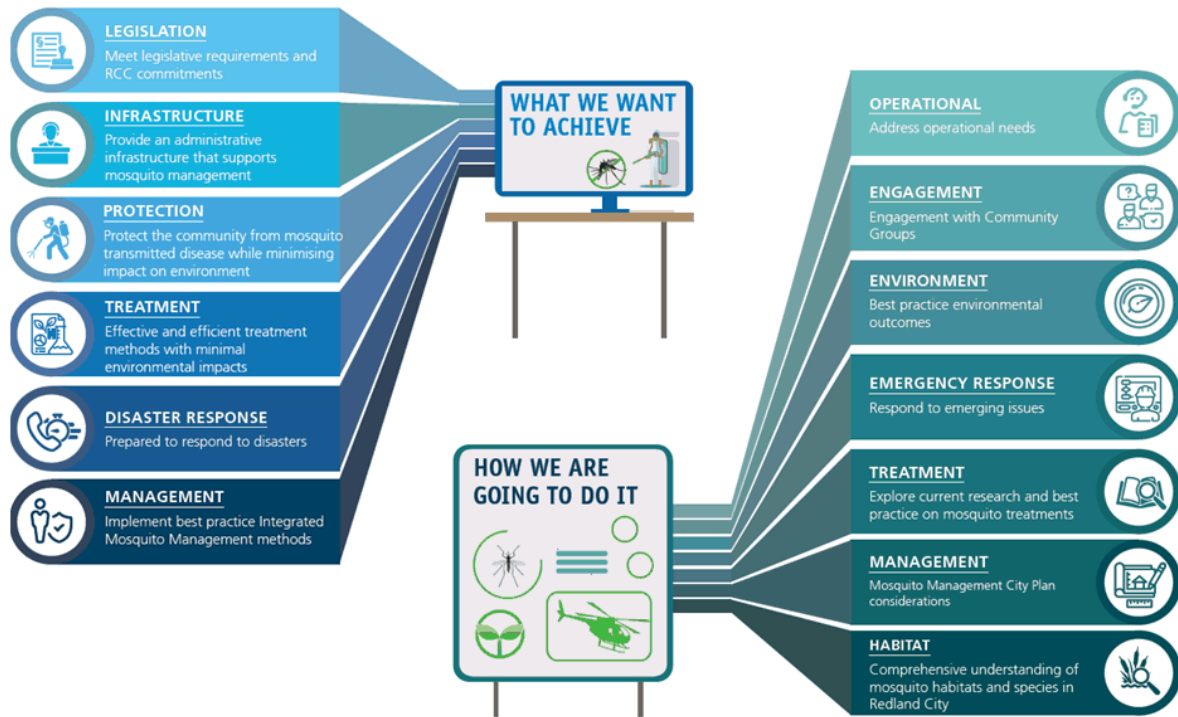 LEGISLATION
Meet legislative requirements and
RCC commitments
INFRASTRUCTURE
Provide an administrative
infrastructure that supports
mosquito management
PROTECTION
Protect the community from mosquito
transmitted disease while minimising
impact on environment
TREATMENT
Effective and efficient treatment
methods with minimal
environmental impacts
DISASTER RESPONSE
Prepared to respond to disasters
MANAGEMENT
Implement best practice Integrated
Mosquito Management methods
WHAT WE WANT
TO ACHIEVE
HOW WE ARE
GOING TO DO IT
OPERATIONAL
Address operational needs
ENGAGEMENT
Engagement with Community
Groups
ENVIRONMENT
Best practice environmental
outcomes
EMERGENCY RESPONSE
Respond to emerging issues
TREATMENT
Explore current research and best
practice on mosquito treatments
MANAGEMENT
Mosquito Management City Plan
considerations
HABITAT
Comprehensive understanding of
mosquito habitats and species in
Redland City